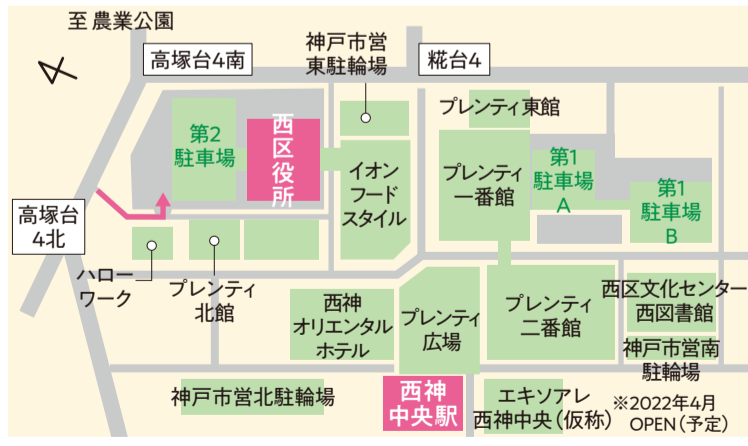 至 農業公園
高塚台4南
神戸市営
東駐輪場
糀台4
プレンティ東館
第2
駐車場
西区役所
イオン
フード
スタイル
プレンティ
一番館
第1
駐車場
A
第1
駐車場
B
高塚台
4北
ハロー
ワーク
プレンティ
北館
西神
オリエンタル
ホテル
プレンティ
広場
プレンティ
二番館
西区文化センター
西図書館
神戸市営南
駐輪場
神戸市営北駐輪場
西神
中央駅
エキソアレ
西神中央（仮称）
※2022年4月
OPEN（予定）